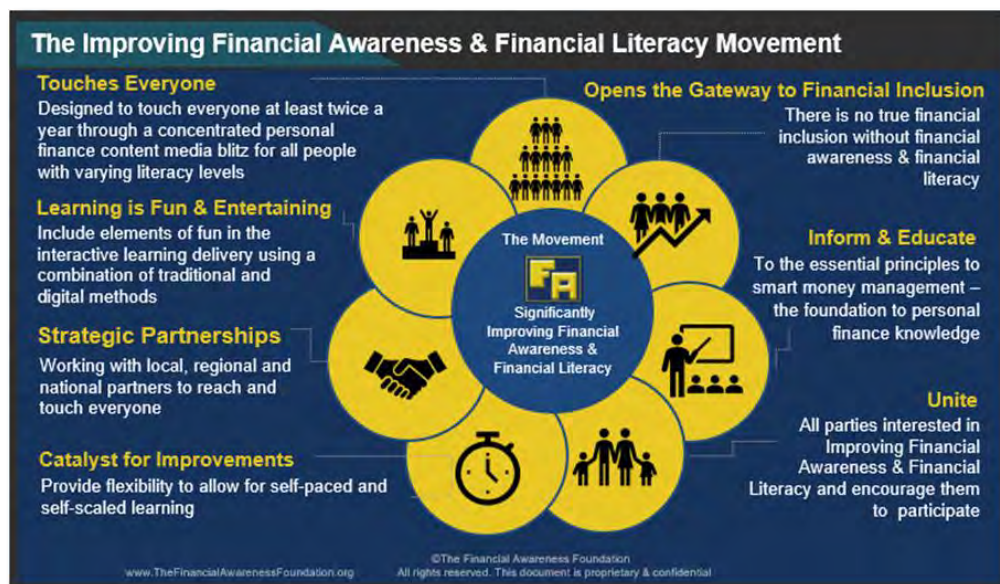 The Improving Financial Awareness & Financial Literacy Movement
Touches Everyone
Designed to touch everyone at least twice a
year through a concentrated personal
finance content media blitz for all people
with varying literacy levels
Learning is Fun & Entertaining
Include elements of fun in the
interactive learning delivery using a
combination of traditional and
digital methods
Strategic Partnerships
Working with local, regional and
national partners to reach and
touch everyone
Catalyst for Improvements
Provide flexibility to allow for self-paced and
self-scaled learning
The Movement
FA
Significantly
Improving Financial
Awareness &
Financial Literacy
Opens the Gateway to Financial Inclusion
There is no true financial
inclusion without financial
awareness & financial
literacy
Inform & Educate
To the essential principles to
smart money management –
the foundation to personal
finance knowledge
Unite
All parties interested in
Improving Financial
Awareness & Financial
Literacy and encourage them
to participate
©The Financial Awareness Foundation
www.TheFinancialAwarenessFoundation.org
All rights reserved. This document is proprietary & confidential